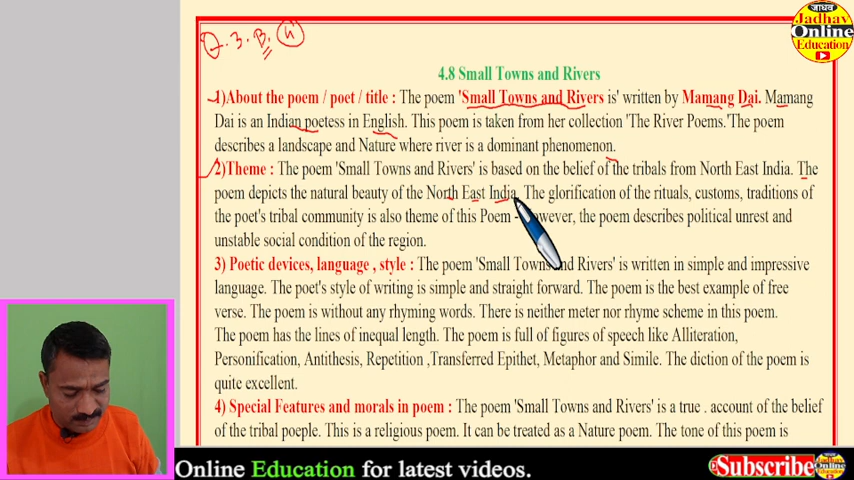 जाधव
Jadhav
Online
Education
Q. 3. B. (4)
4.8 Small Towns and Rivers
1)About the poem / poet / title : The poem 'Small Towns and Rivers is' written by Mamang Dai. Mamang
Dai is an Indian poetess in English. This poem is taken from her collection 'The River Poems.'The poem
describes a landscape and Nature where river is a dominant phenomenon.
2)Theme : The poem 'Small Towns and Rivers' is based on the belief of the tribals from North East India. The
poem depicts the natural beauty of the North East India. The glorification of the rituals, customs, traditions of
the poet's tribal community is also theme of this Poem - However, the poem describes political unrest and
unstable social condition of the region.
3) Poetic devices, language , style : The poem 'Small Towns and Rivers' is written in simple and impressive
language. The poet's style of writing is simple and straight forward. The poem is the best example of free
verse. The poem is without any rhyming words. There is neither meter nor rhyme scheme in this poem.
The poem has the lines of inequal length. The poem is full of figures of speech like Alliteration,
Personification, Antithesis, Repetition ,Transferred Epithet, Metaphor and Simile. The diction of the poem is
quite excellent.
4) Special Features and morals in poem : The poem 'Small Towns and Rivers' is a true . account of the belief
of the tribal poeple. This is a religious poem. It can be treated as a Nature poem. The tone of this poem is
Online Education for latest videos.
Subscribe
Jadhav
Online
Education